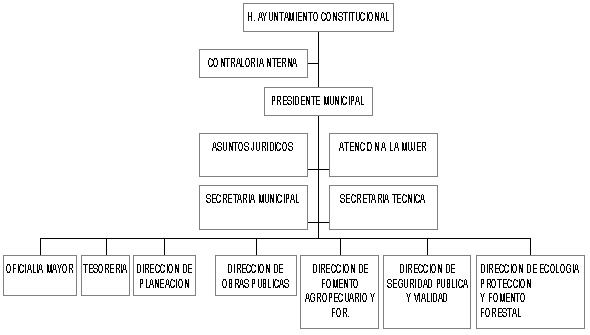 H. AYUNTAMIENTO CONSTITUCIONAL
CONTRALORIA NTERNA
PRESIDENTE MUNICIPAL
ASUNTOS JURIDICOS
ATENCION A LA MUJER
SECRETARIA MUNICIPAL
SECRETARIA TECNICA
OFICIALIA MAYOR
TESORERIA
DIRECCION DE
PLANEACION
DIRECCION DE
OBRAS PUBLICAS
DIRECCION DE
FOMENTO
AGROPECUARIO Y
FOR.
DIRECCION DE
SEGURIDAD PUBLICA
Y VIALIDAD
DIRECCION DE ECOLOGIA
PROTECCION
Y FOMENTO
FORESTAL